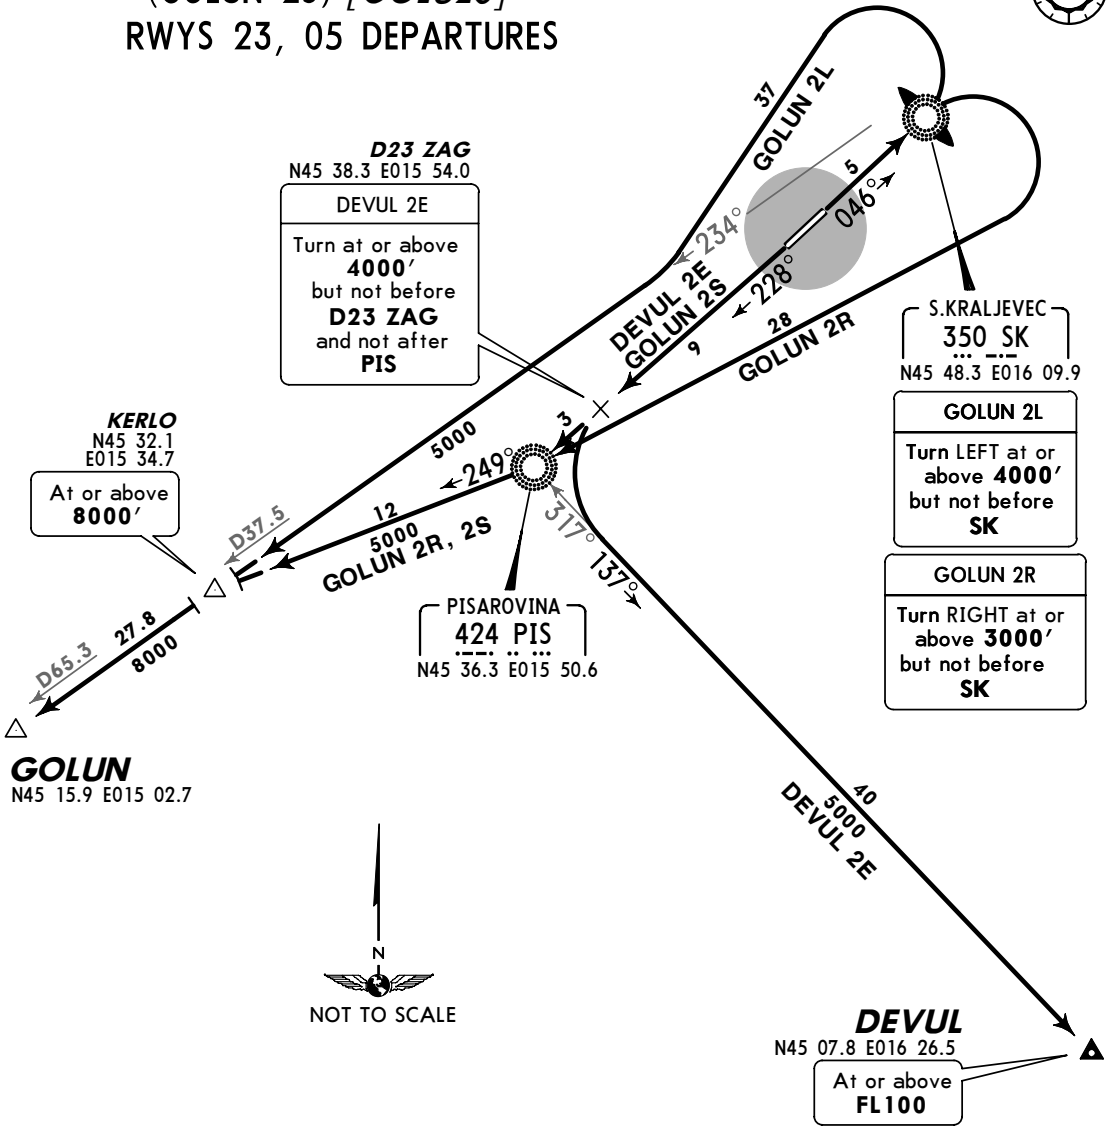 (GOLUN 2S) [GOLU2S]
RWYS 23, 05 DEPARTURES
D23 ZAG
N45 38.3 E015 54.0
DEVUL 2E
Turn at or above
4000′
but not before
D23 ZAG
and not after
PIS
37
GOLUN 2L
5
046°
234°
228°
DEVUL 2E
GOLUN 2S
9
28
GOLUN 2R
S.KRALJEVEC
350 SK
N45 48.3 E016 09.9
GOLUN 2L
Turn LEFT at or
above 4000′
but not before
SK
GOLUN 2R
Turn RIGHT at or
above 3000′
but not before
SK
KERLO
N45 32.1
E015 34.7
At or above
8000′
5000
3
249°
12
5000
GOLUN 2R, 2S
D37.5
317°
137°
PISAROVINA
424 PIS
N45 36.3 E015 50.6
27.8
8000
D65.3
GOLUN
N45 15.9 E015 02.7
40
5000
DEVUL 2E
N
NOT TO SCALE
DEVUL
N45 07.8 E016 26.5
At or above
FL100